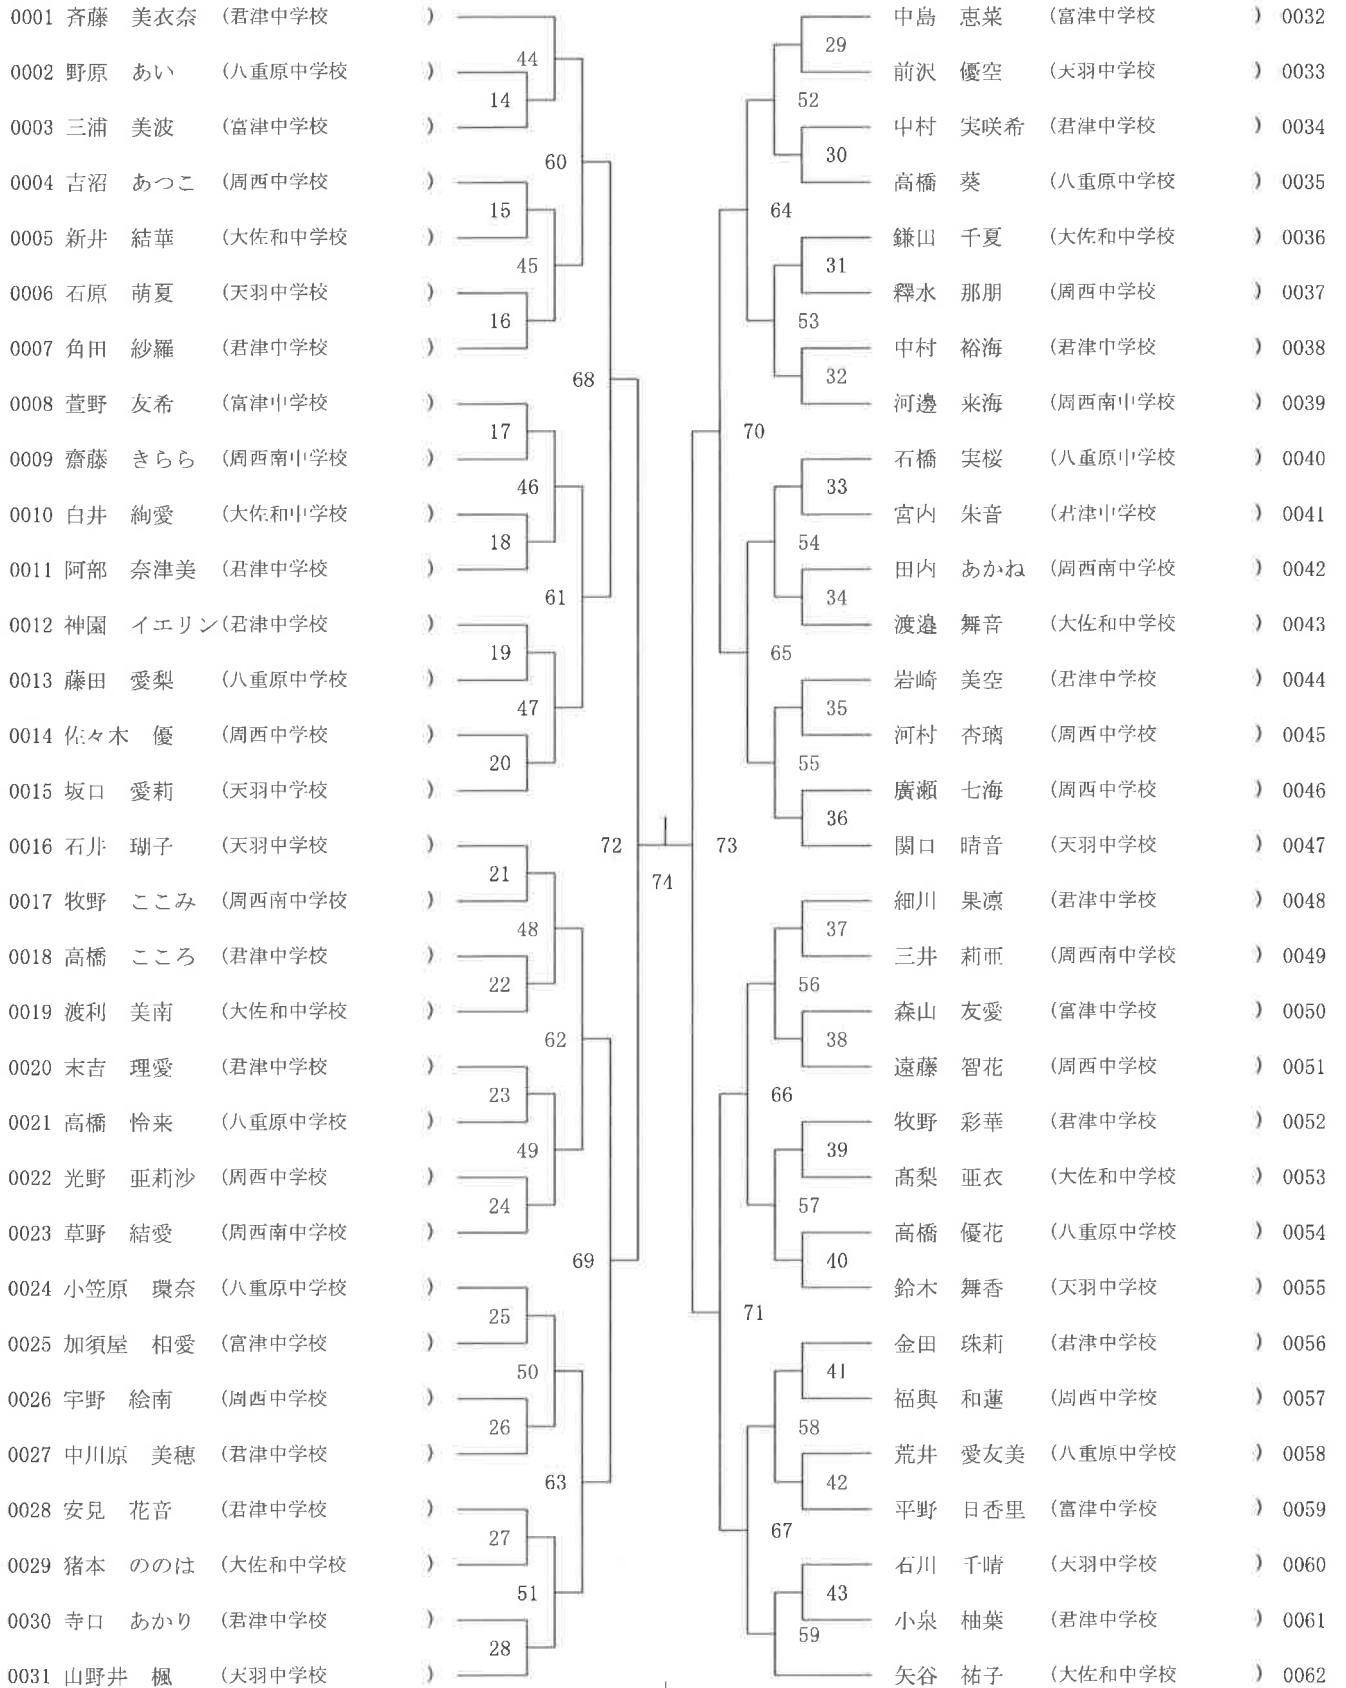 0001 斉藤　美衣奈 (君津中学校 )
44
0002 野原　あい (八重原中学校 )
14
0003 三浦　美波 (富津中学校 )
60
0004 吉沼　あつこ (周西中学校 )
15
0005 新井　結華 (大佐和中学校 )
45
0006 石原　萌夏 (天羽中学校 )
16
0007 角田　紗羅 (君津中学校 )
68
0008 萱野　友希 (富津中学校 )
17
0009 齋藤　きらら (周西南中学校 )
46
0010 白井　絢愛 (大佐和中学校 )
18
0011 阿部　奈津美 (君津中学校 )
61
0012 神園　イエリン (君津中学校 )
19
0013 藤田　愛梨 (八重原中学校 )
47
0014 佐々木　優 (周西中学校 )
20
0015 坂口　愛莉 (天羽中学校 )
72
0016 石井　瑚子 (天羽中学校 )
21
0017 牧野　ここみ (周西南中学校 )
48
0018 高橋　こころ (君津中学校 )
22
0019 渡利　美南 (大佐和中学校 )
62
0020 末吉　理愛 (君津中学校 )
23
0021 高橋　怜来 (八重原中学校 )
49
0022 光野　亜莉沙 (周西中学校 )
24
0023 草野　結愛 (周西南中学校 )
69
0024 小笠原　環奈 (八重原中学校 )
25
0025 加須屋　相愛 (富津中学校 )
50
0026 宇野　絵南 (周西中学校 )
26
0027 中川原　美穂 (君津中学校 )
63
0028 安見　花音 (君津中学校 )
27
0029 猪本　ののは (大佐和中学校 )
51
0030 寺口　あかり (君津中学校 )
28
0031 山野井　楓 (天羽中学校 )
74
中島　恵菜 (富津中学校 ) 0032
29
前沢　優空 (天羽中学校 ) 0033
52
中村　実咲希 (君津中学校 ) 0034
30
高橋　葵 (八重原中学校 ) 0035
64
鎌田　千夏 (大佐和中学校 ) 0036
31
釋水　那朋 (周西中学校 ) 0037
53
中村　裕海 (君津中学校 ) 0038
32
河邊　来海 (周西南中学校 ) 0039
70
石橋　実桜 (八重原中学校 ) 0040
33
宮内　朱音 (君津中学校 ) 0041
54
田内　あかね (周西南中学校 ) 0042
34
渡邉　舞音 (大佐和中学校 ) 0043
65
岩崎　美空 (君津中学校 ) 0044
35
河村　杏璃 (周西中学校 ) 0045
55
廣瀬　七海 (周西中学校 ) 0046
36
関口　晴音 (天羽中学校 ) 0047
73
細川　果凛 (君津中学校 ) 0048
37
三井　莉亜 (周西南中学校 ) 0049
56
森山　友愛 (富津中学校 ) 0050
38
遠藤　智花 (周西中学校 ) 0051
66
牧野　彩華 (君津中学校 ) 0052
39
髙梨　亜衣 (大佐和中学校 ) 0053
57
高橋　優花 (八重原中学校 ) 0054
40
鈴木　舞香 (天羽中学校 ) 0055
71
金田　珠莉 (君津中学校 ) 0056
41
福與　和蓮 (周西中学校 ) 0057
58
荒井　愛友美 (八重原中学校 ) 0058
42
平野　日香里 (富津中学校 ) 0059
67
石川　千晴 (天羽中学校 ) 0060
43
小泉　柚葉 (君津中学校 ) 0061
59
矢谷　祐子 (大佐和中学校 ) 0062